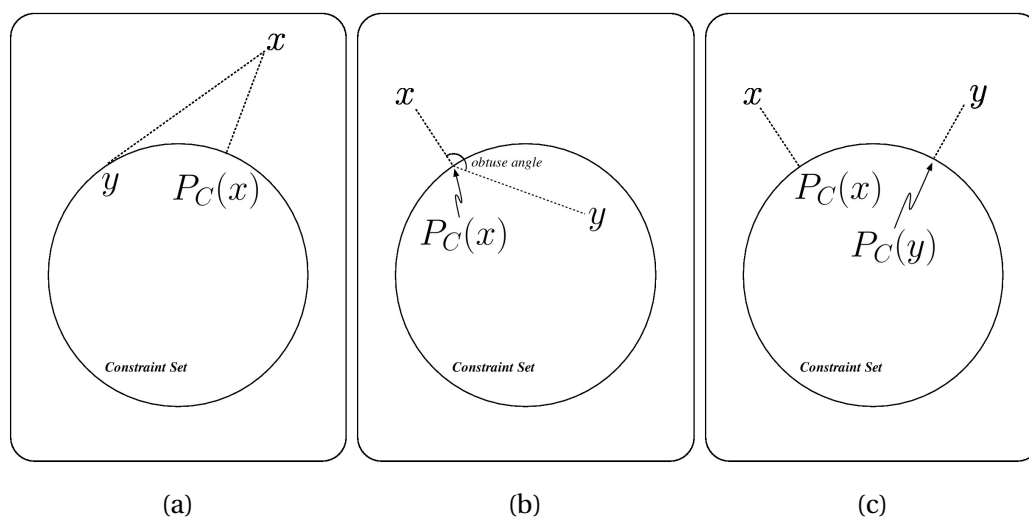 x
y
P_C(x)
Constraint Set
(a)
x
obtuse angle
y
P_C(x)
Constraint Set
(b)
x
y
P_C(x)
P_C(y)
Constraint Set
(c)